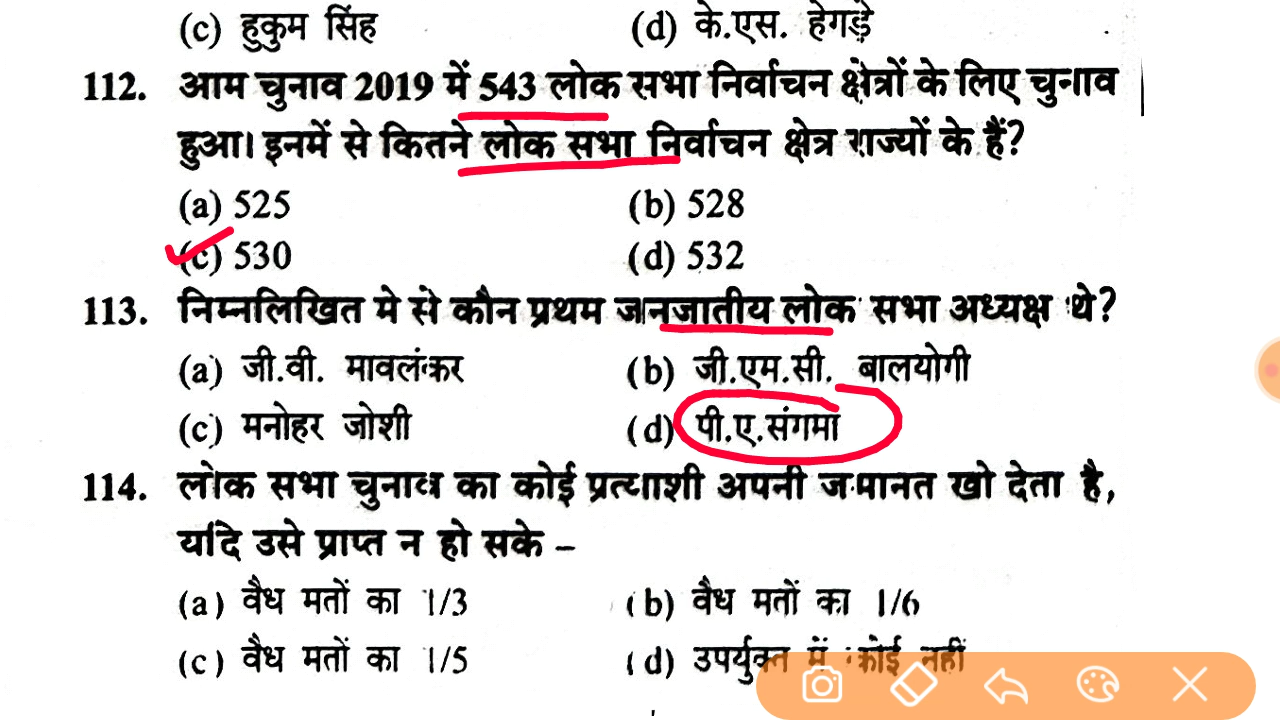 (c) हुकुम सिंह (d) के.एस. हेगड़े
112. आम चुनाव 2019 में 543 लोक सभा निर्वाचन क्षेत्रों के लिए चुनाव
हुआ। इनमें से कितने लोक सभा निर्वाचन क्षेत्र राज्यों के हैं?
(a) 525 (b) 528
(c) 530 (d) 532
113. निम्नलिखित मे से कौन प्रथम जनजातीय लोक सभा अध्यक्ष थे?
(a) जी.वी. मावलंकर (b) जी.एम.सी. बालयोगी
(c) मनोहर जोशी (d) पी.ए.संगमा
114. लोक सभा चुनाव का कोई प्रत्याशी अपनी जमानत खो देता है,
यदि उसे प्राप्त न हो सके –
(a) वैध मतों का 1/3 (b) वैध मतों का 1/6
(c) वैध मतों का 1/5 (d) उपर्युक्त में कोई नहीं